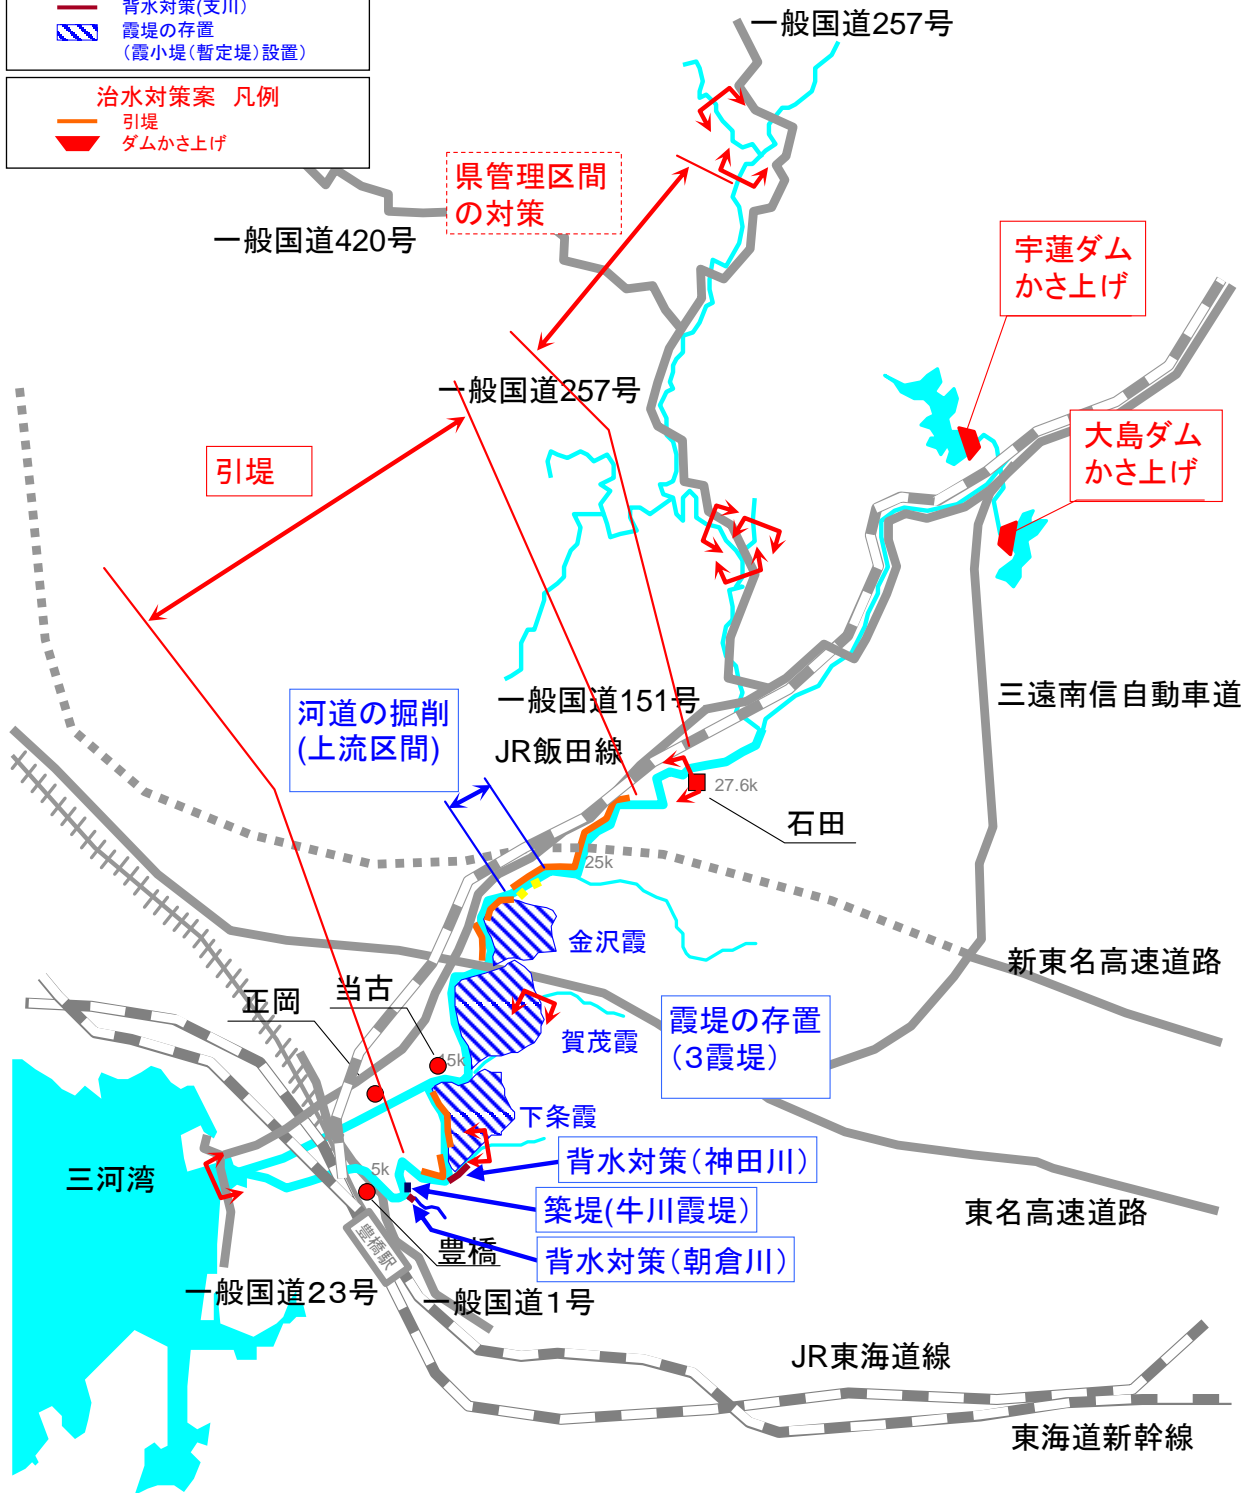 背水対策(支川)
霞堤の存置
(霞小堤(暫定堤)設置)
治水対策案 凡例
引堤
ダムかさ上げ
一般国道257号
県管理区間
の対策
一般国道420号
宇蓮ダム
かさ上げ
一般国道257号
大島ダム
かさ上げ
引堤
三遠南信自動車道
河道の掘削
(上流区間)
一般国道151号
JR飯田線
27.6k
石田
25k
金沢霞
新東名高速道路
当古
正岡
霞堤の存置
(3霞堤)
賀茂霞
15k
下条霞
背水対策(神田川)
5k
三河湾
築堤(牛川霞堤)
東名高速道路
豊橋駅
豊橋
背水対策(朝倉川)
一般国道23号
一般国道1号
JR東海道線
東海道新幹線